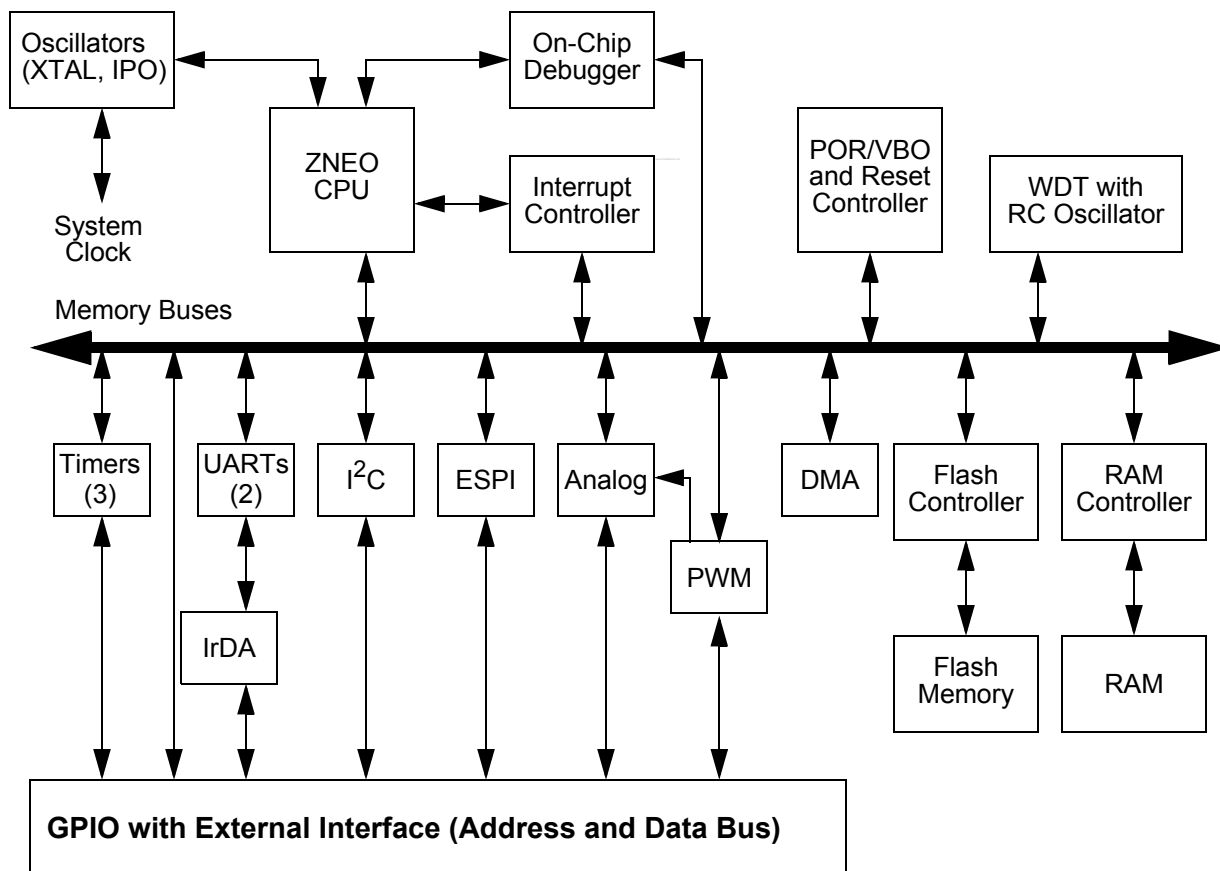 Oscillators
(XTAL, IPO)
On-Chip
Debugger
ZNEO
CPU
POR/VBO
and Reset
Controller
Interrupt
Controller
WDT with
RC Oscillator
System
Clock
Memory Buses
Timers
(3)
UARTs
(2)
I²C
ESPI
Analog
DMA
Flash
Controller
RAM
Controller
PWM
IrDA
Flash
Memory
RAM
GPIO with External Interface (Address and Data Bus)